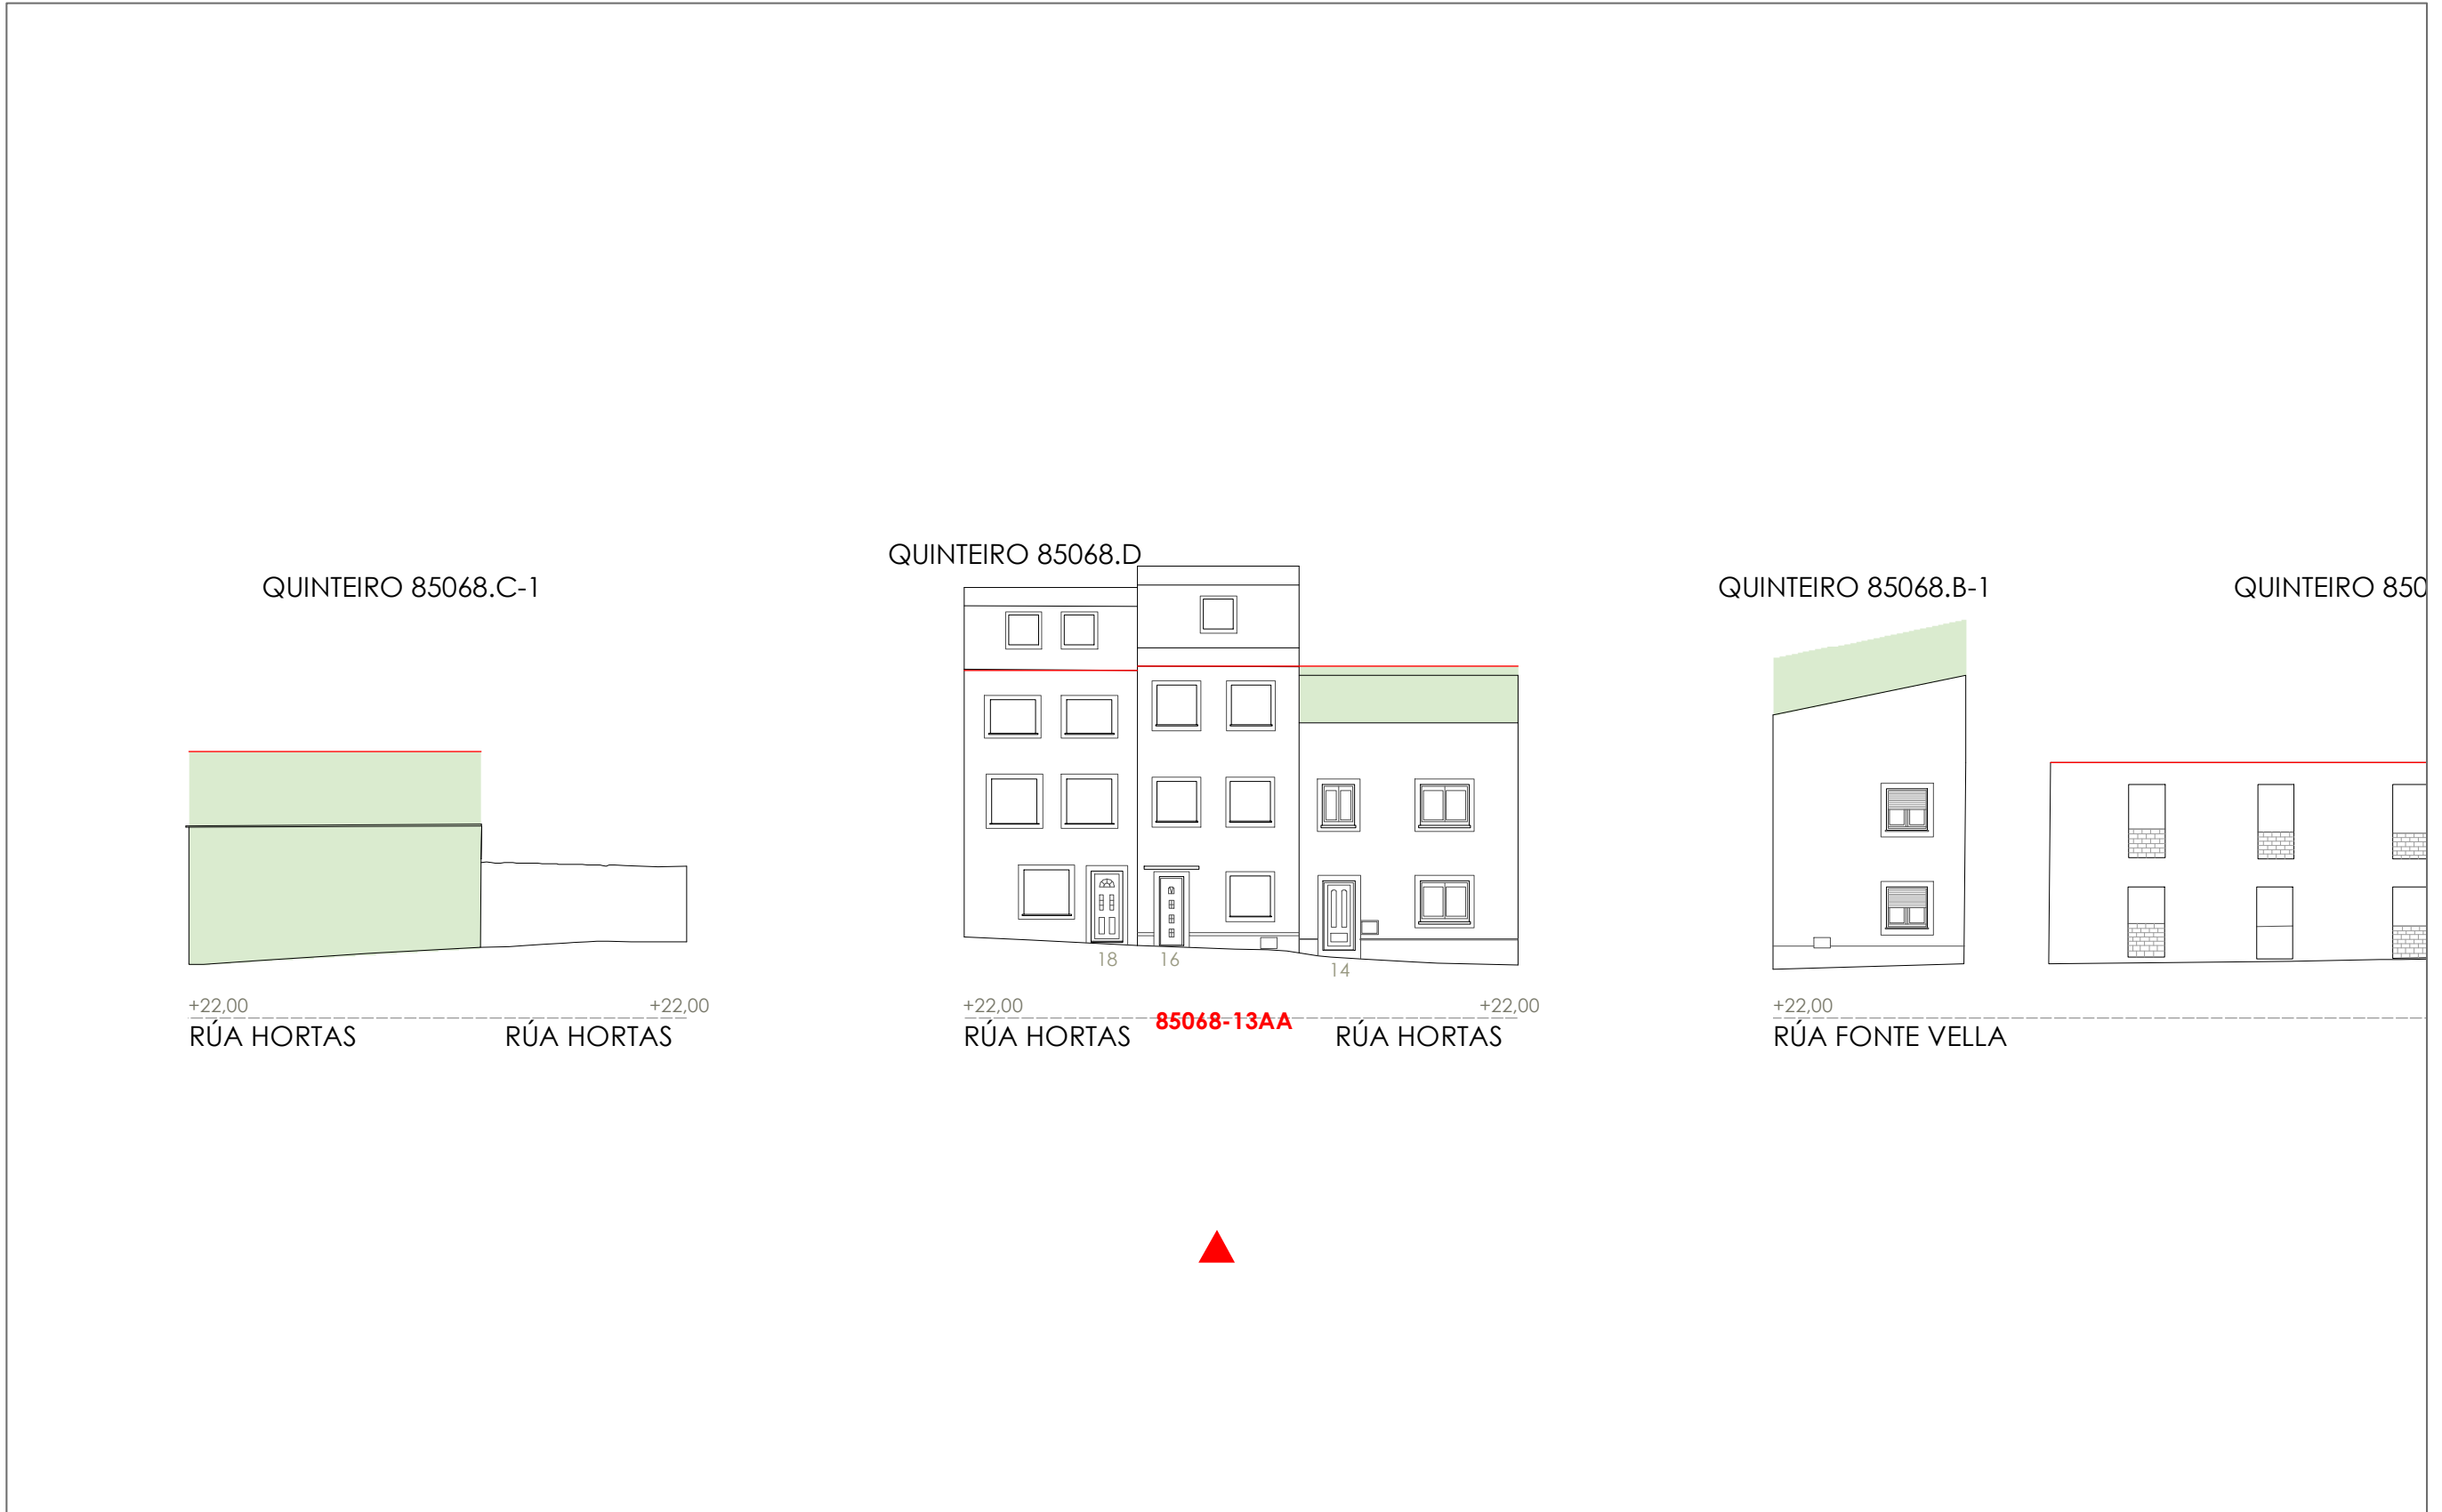 QUINTEIRO 85068.D
QUINTEIRO 85068.C-1
QUINTEIRO 85068.B-1
QUINTEIRO 850
18
16
14
+22,00
+22,00
+22,00
+22,00
+22,00
85068-13AA
RÚA HORTAS
RÚA HORTAS
RÚA HORTAS
RÚA HORTAS
RÚA FONTE VELLA